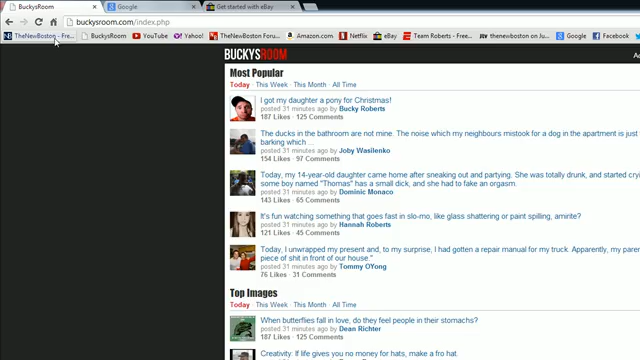 BuckysRoom
Google
Get started with eBay
buckysroom.com/index.php
TheNewBoston - Fre...
BuckysRoom
YouTube
Yahoo!
TheNewBoston Foru...
Amazon.com
Netflix
eBay
Team Roberts - Free...
thenewboston on Ju...
Google
Facebook
BUCKYSROOM
Most Popular
Today · This Week · This Month · All Time
I got my daughter a pony for Christmas!
posted 31 minutes ago by Bucky Roberts
187 Likes · 125 Comments
The ducks in the bathroom are not mine. The noise which my neighbours mistook for a dog in the apartment is just
barking which ...
posted 31 minutes ago by Joby Wasilenko
154 Likes · 97 Comments
Today, my 14-year-old daughter came home after sneaking out and partying. She was totally drunk, and started cryi
some boy named "Thomas" has a small dick, and she had to fake an orgasm.
posted 31 minutes ago by Dominic Monaco
143 Likes · 65 Comments
It's fun watching something that goes fast in slo-mo, like glass shattering or paint spilling, amirite?
posted 31 minutes ago by Hannah Roberts
121 Likes · 45 Comments
Today, I unwrapped my present and, to my surprise, I had gotten a repair manual for my truck. Apparently, my paren
piece of shit in front of our house."
posted 31 minutes ago by Tommy OYong
76 Likes · 31 Comments
Top Images
Today · This Week · This Month · All Time
When butterflies fall in love, do they feel people in their stomachs?
posted 31 minutes ago by Dean Richter
187 Likes · 125 Comments
Creativity: If life gives you no money for hats, make a fro hat.